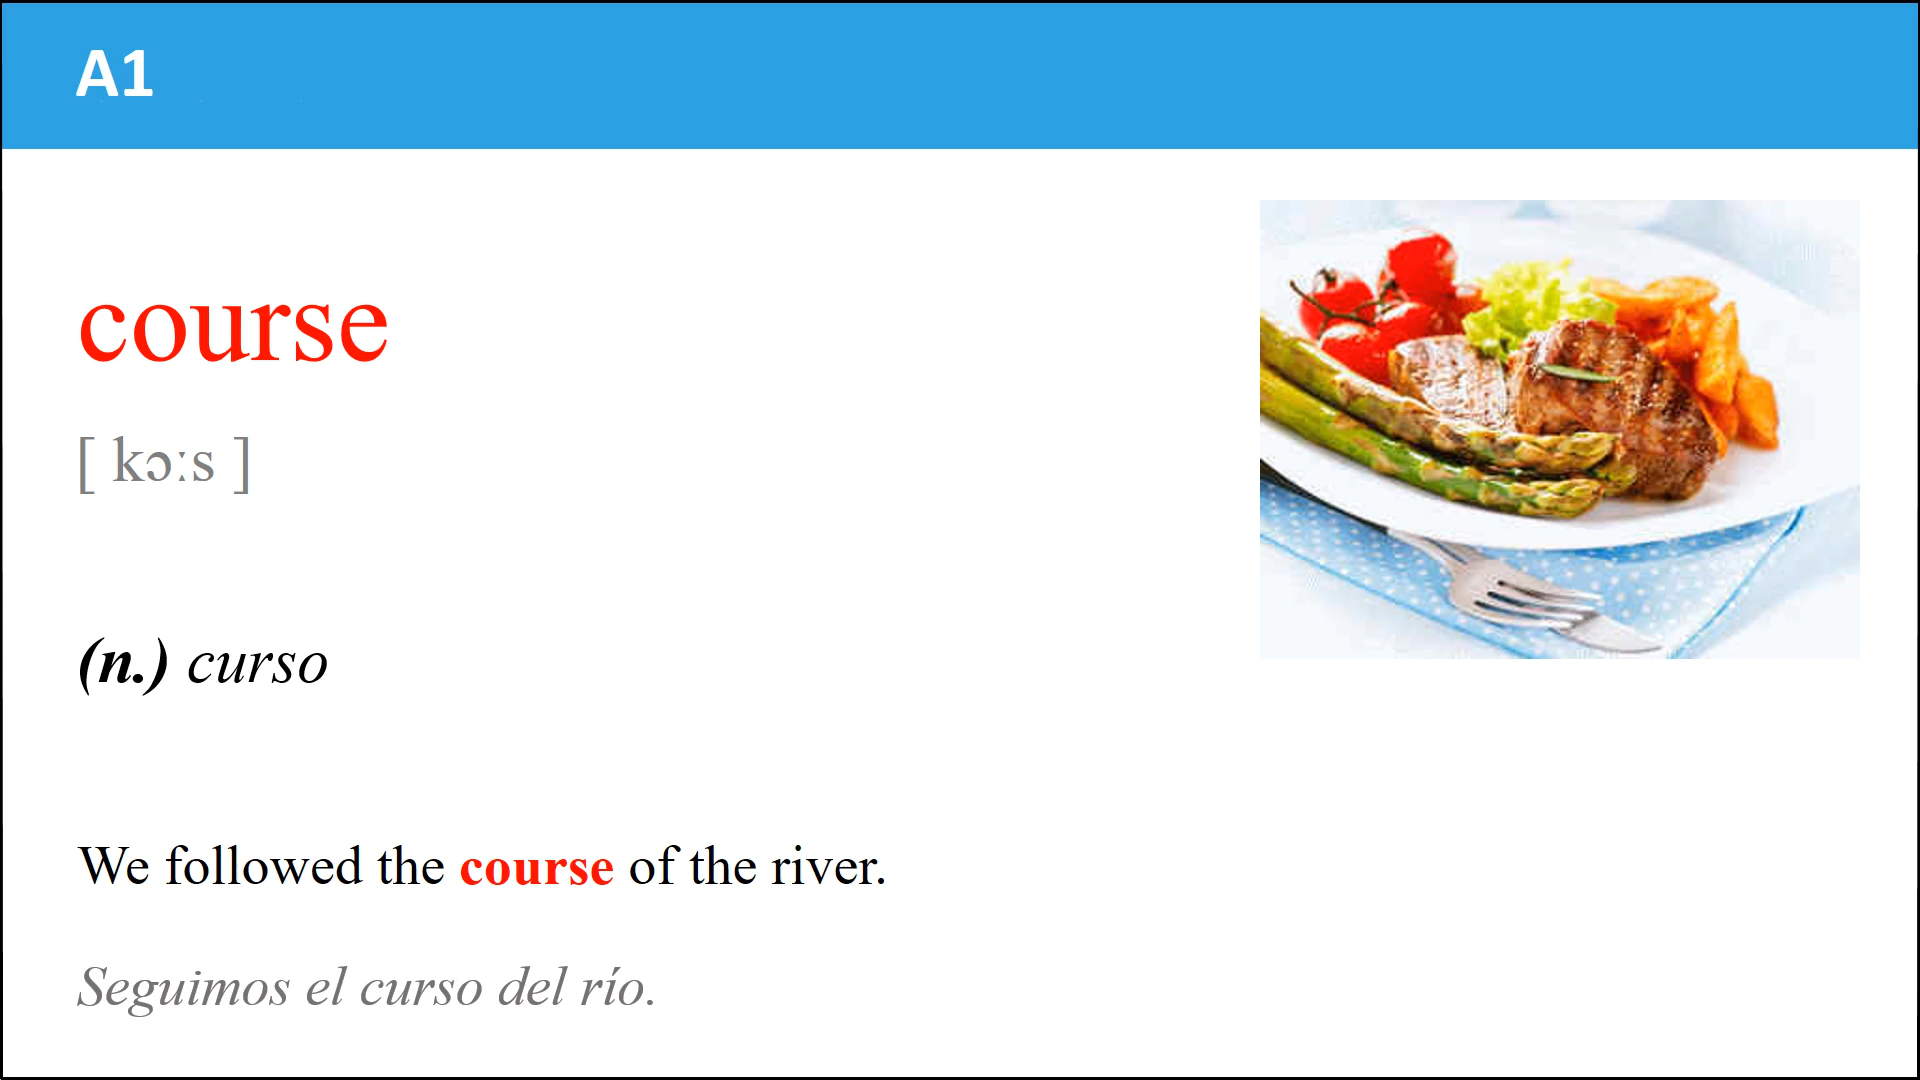 A1
course
[ kɔːs ]
(n.) curso
We followed the course of the river.
Seguimos el curso del río.